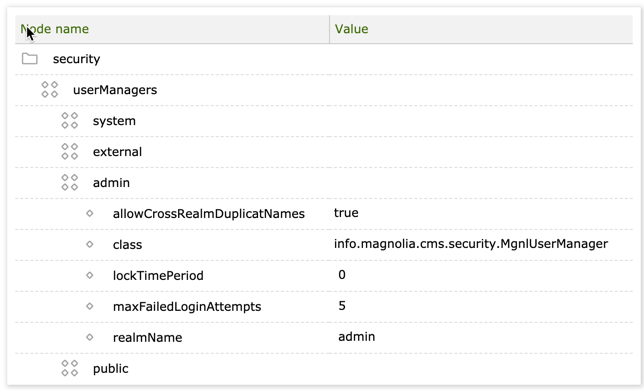 Node name Value
security
userManagers
system
external
admin
allowCrossRealmDuplicatNames true
class info.magnolia.cms.security.MgnlUserManager
lockTimePeriod 0
maxFailedLoginAttempts 5
realmName admin
public